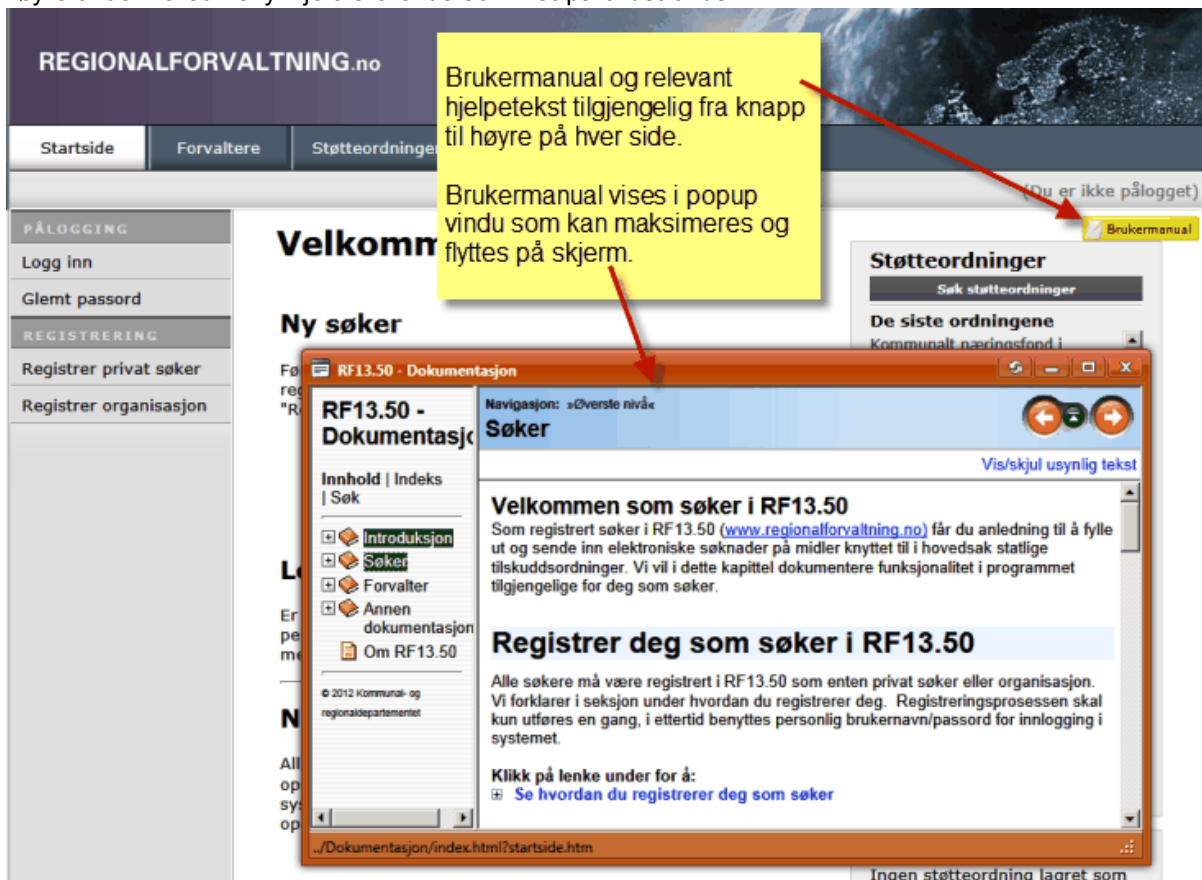 REGIONALFORVALTNING.no
Brukermanual og relevant
hjelpetekst tilgjengelig fra knapp
til høyre på hver side.
Brukermanual vises i popup
vindu som kan maksimeres og
flyttes på skjerm.
Startside Forvaltere Støtteordninger
(Du er ikke pålogget)
Brukermanual
PÅLOGGING
Logg inn
Glemt passord
REGISTRERING
Registrer privat søker
Registrer organisasjon
Ny søker
Støtteordninger
Søk støtteordninger
De siste ordningene
Kommunalt næringsfond i
RF13.50 - Dokumentasjon
RF13.50 -
Innhold | Indeks
| Søk
Introduksjon
Søker
Forvalter
Annen
dokumentasjon
Om RF13.50
© 2012 Kommunal- og
regionaldepartementet
Navigasjon: »Øverste nivå«
Søker
Vis/skjul usynlig tekst
Velkommen som søker i RF13.50
Som registrert søker i RF13.50 (www.regionalforvaltning.no) får du anledning til å fylle
ut og sende inn elektroniske søknader på midler knyttet til i hovedsak statlige
tilskuddsordninger. Vi vil i dette kapittel dokumentere funksjonalitet i programmet
tilgjengelige for deg som søker.
Registrer deg som søker i RF13.50
Alle søkere må være registrert i RF13.50 som enten privat søker eller organisasjon.
Vi forklarer i seksjon under hvordan du registrerer deg. Registreringsprosessen skal
kun utføres en gang, i ettertid benyttes personlig brukernavn/passord for innlogging i
systemet.
Klikk på lenke under for å:
Se hvordan du registrerer deg som søker
../Dokumentasjon/index.html?startside.htm
Ingen støtteordning lagret som